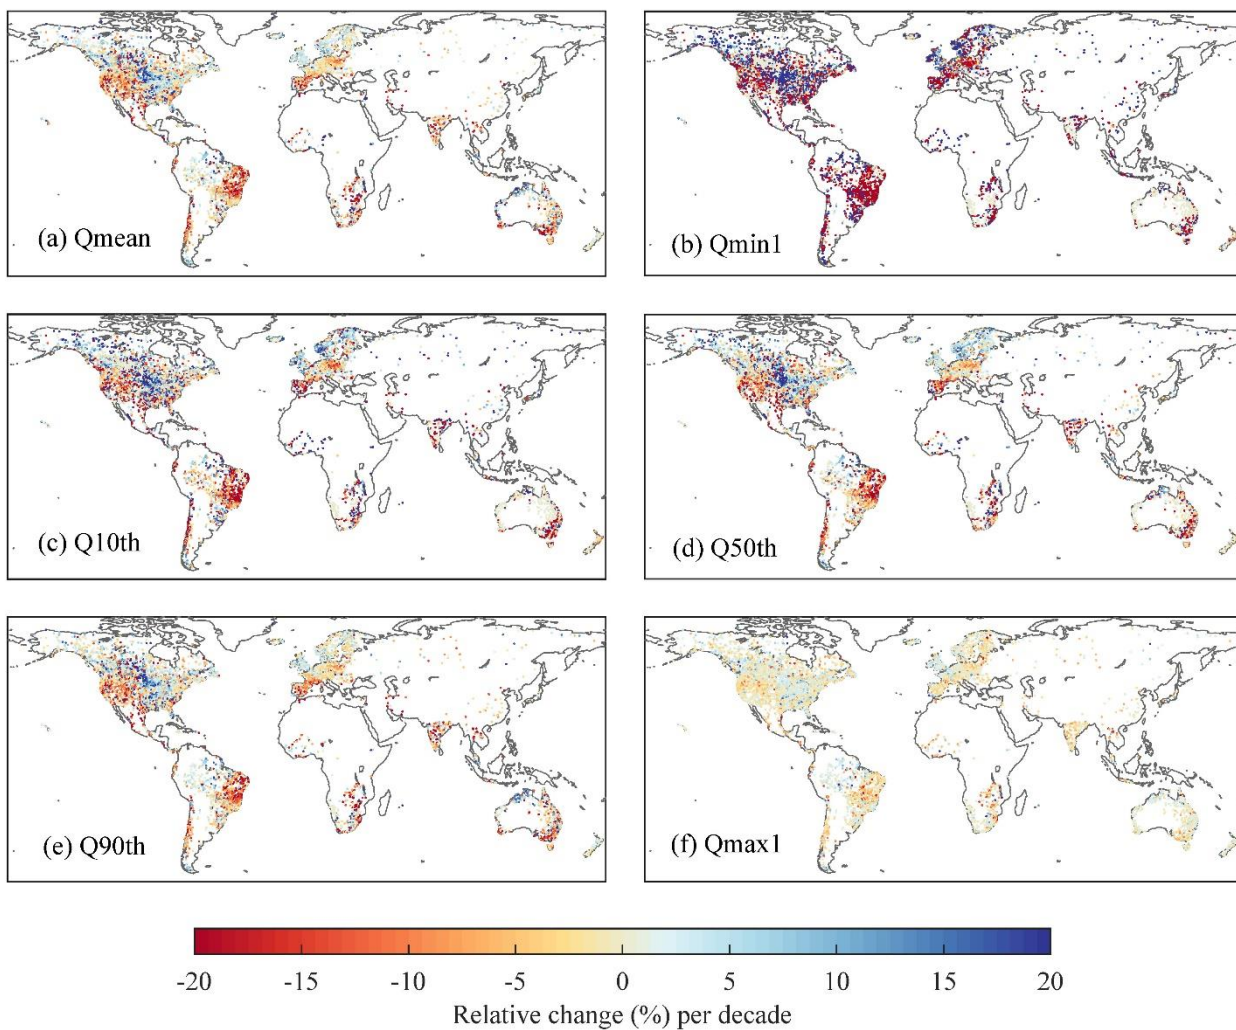 (a) Qmean
(b) Qmin1
(c) Q10th
(d) Q50th
(e) Q90th
(f) Qmax1
-20 -15 -10 -5 0 5 10 15 20
Relative change (%) per decade